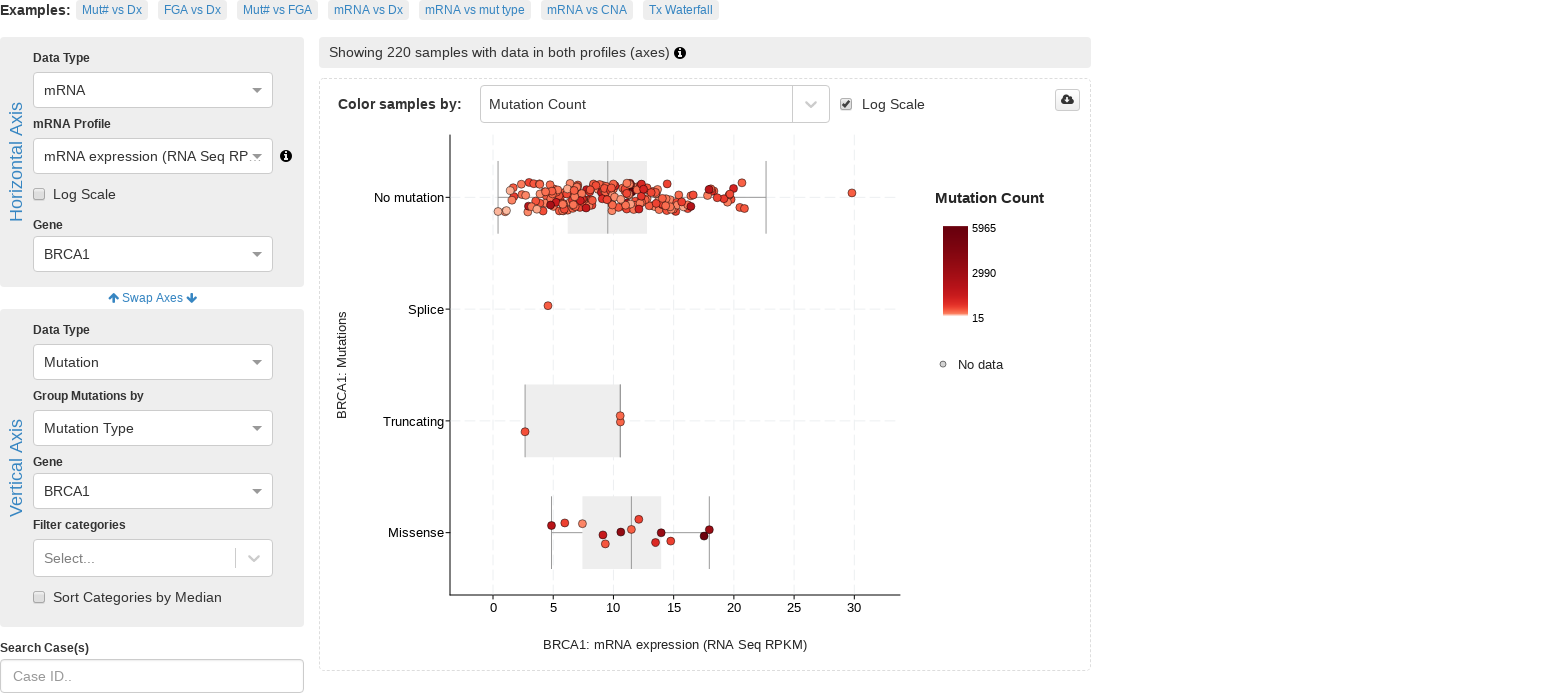 Examples: Mut# vs Dx FGA vs Dx Mut# vs FGA mRNA vs Dx mRNA vs mut type mRNA vs CNA Tx Waterfall
Horizontal Axis
Data Type
mRNA
mRNA Profile
mRNA expression (RNA Seq RP...
Log Scale
Gene
BRCA1
Swap Axes
Vertical Axis
Data Type
Mutation
Group Mutations by
Mutation Type
Gene
BRCA1
Filter categories
Select...
Sort Categories by Median
Search Case(s)
Case ID..
Showing 220 samples with data in both profiles (axes)
Color samples by: Mutation Count Log Scale
BRCA1: Mutations
No mutation
Splice
Truncating
Missense
0 5 10 15 20 25 30
BRCA1: mRNA expression (RNA Seq RPKM)
Mutation Count
5965
2990
15
No data